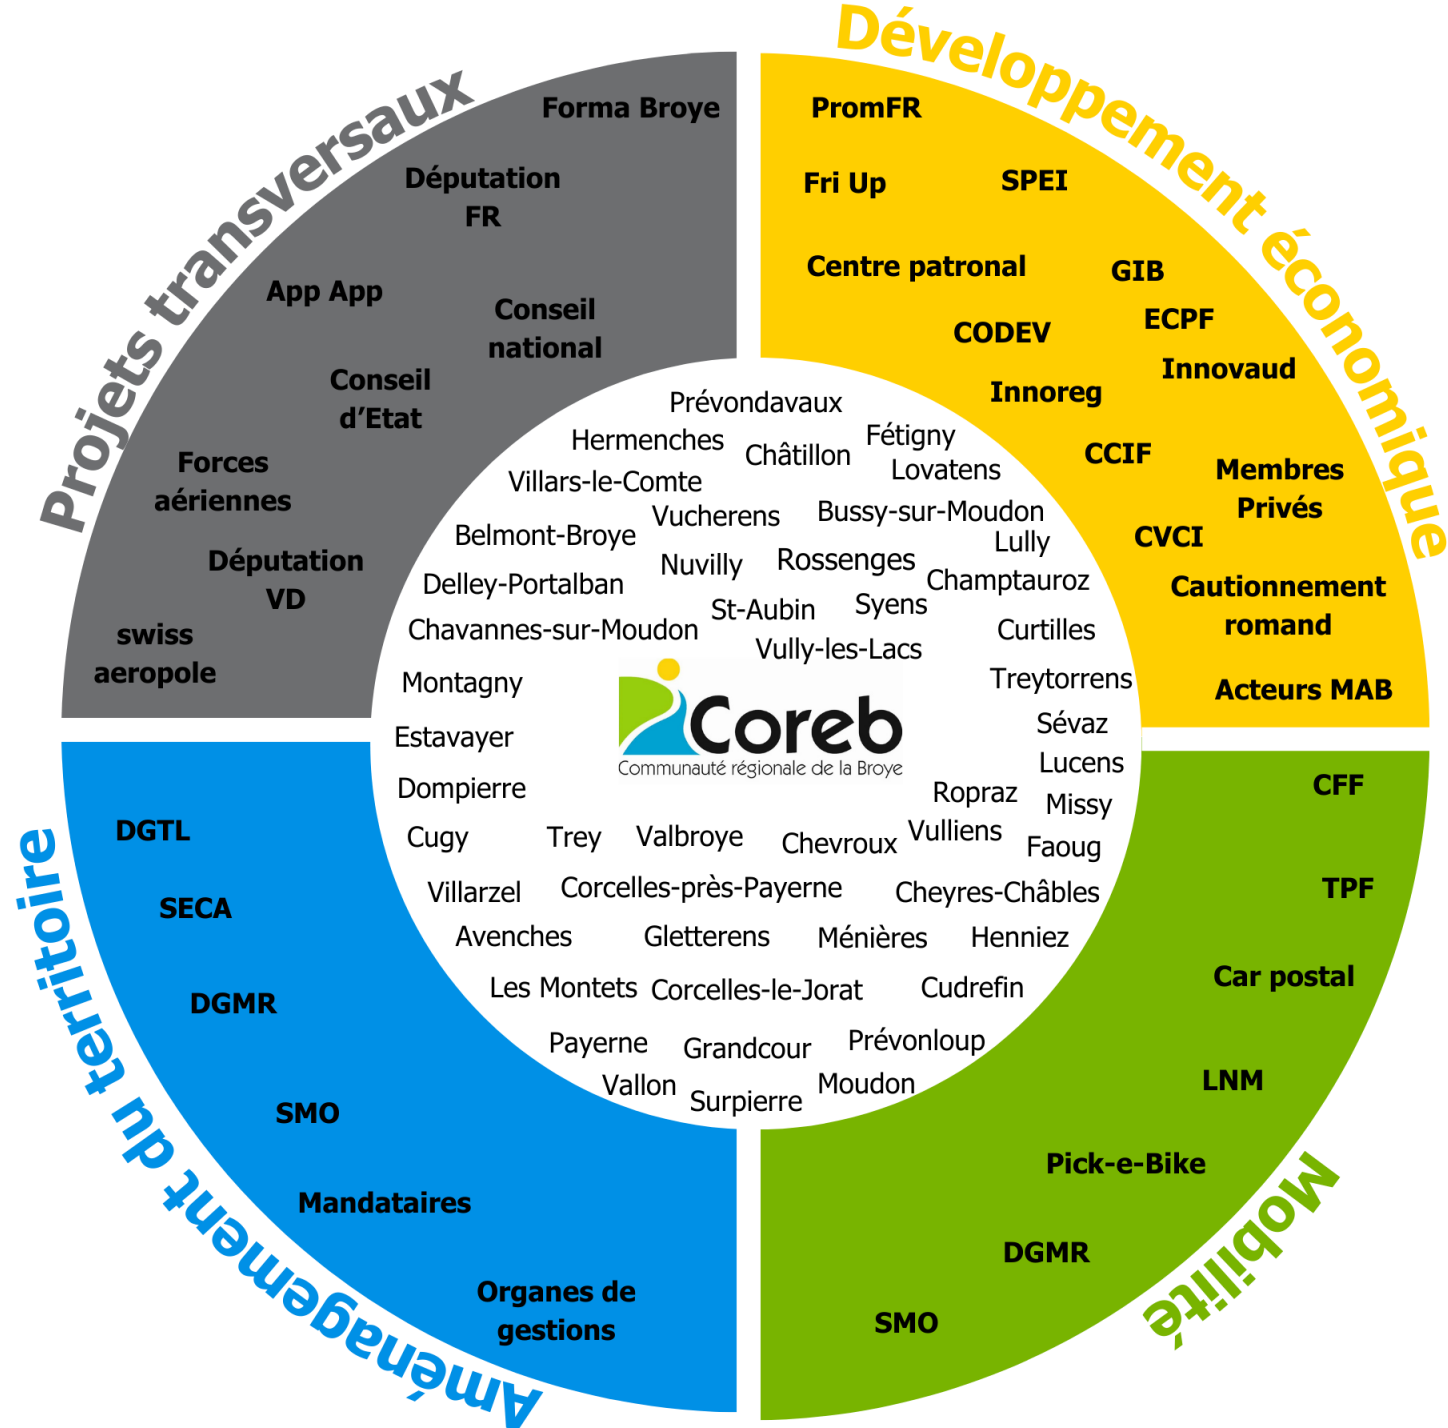 Projets transversaux
Forma Broye
Députation
FR
App App
Conseil
national
Conseil
d’Etat
Forces
aériennes
Députation
VD
swiss
aeropole
Développement économique
PromFR
Fri Up
SPEI
Centre patronal
GIB
ECPF
CODEV
Innovaud
Innoreg
CCIF
Membres
Privés
CVCI
Cautionnement
romand
Acteurs MAB
Prévondavaux
Hermenches
Châtillon
Fétigny
Lovatens
Villars-le-Comte
Vucherens
Bussy-sur-Moudon
Belmont-Broye
Lully
Nuvilly
Rossenges
Champtauroz
Delley-Portalban
St-Aubin
Syens
Chavannes-sur-Moudon
Curtilles
Vully-les-Lacs
Montagny
Treytorrens
Coreb
Communauté régionale de la Broye
Sévaz
Estavayer
Lucens
Dompierre
Ropraz
Missy
Cugy
Trey
Valbroye
Chevroux
Vulliens
Faoug
Villarzel
Corcelles-près-Payerne
Cheyres-Châbles
Avenches
Gletterens
Ménières
Henniez
Les Montets
Corcelles-le-Jorat
Cudrefin
Payerne
Grandcour
Prévonloup
Vallon
Surpierre
Moudon
Aménagement du territoire
DGTL
SECA
DGMR
SMO
Mandataires
Organes de
gestions
Mobilité
CFF
TPF
Car postal
LNM
Pick-e-Bike
DGMR
SMO